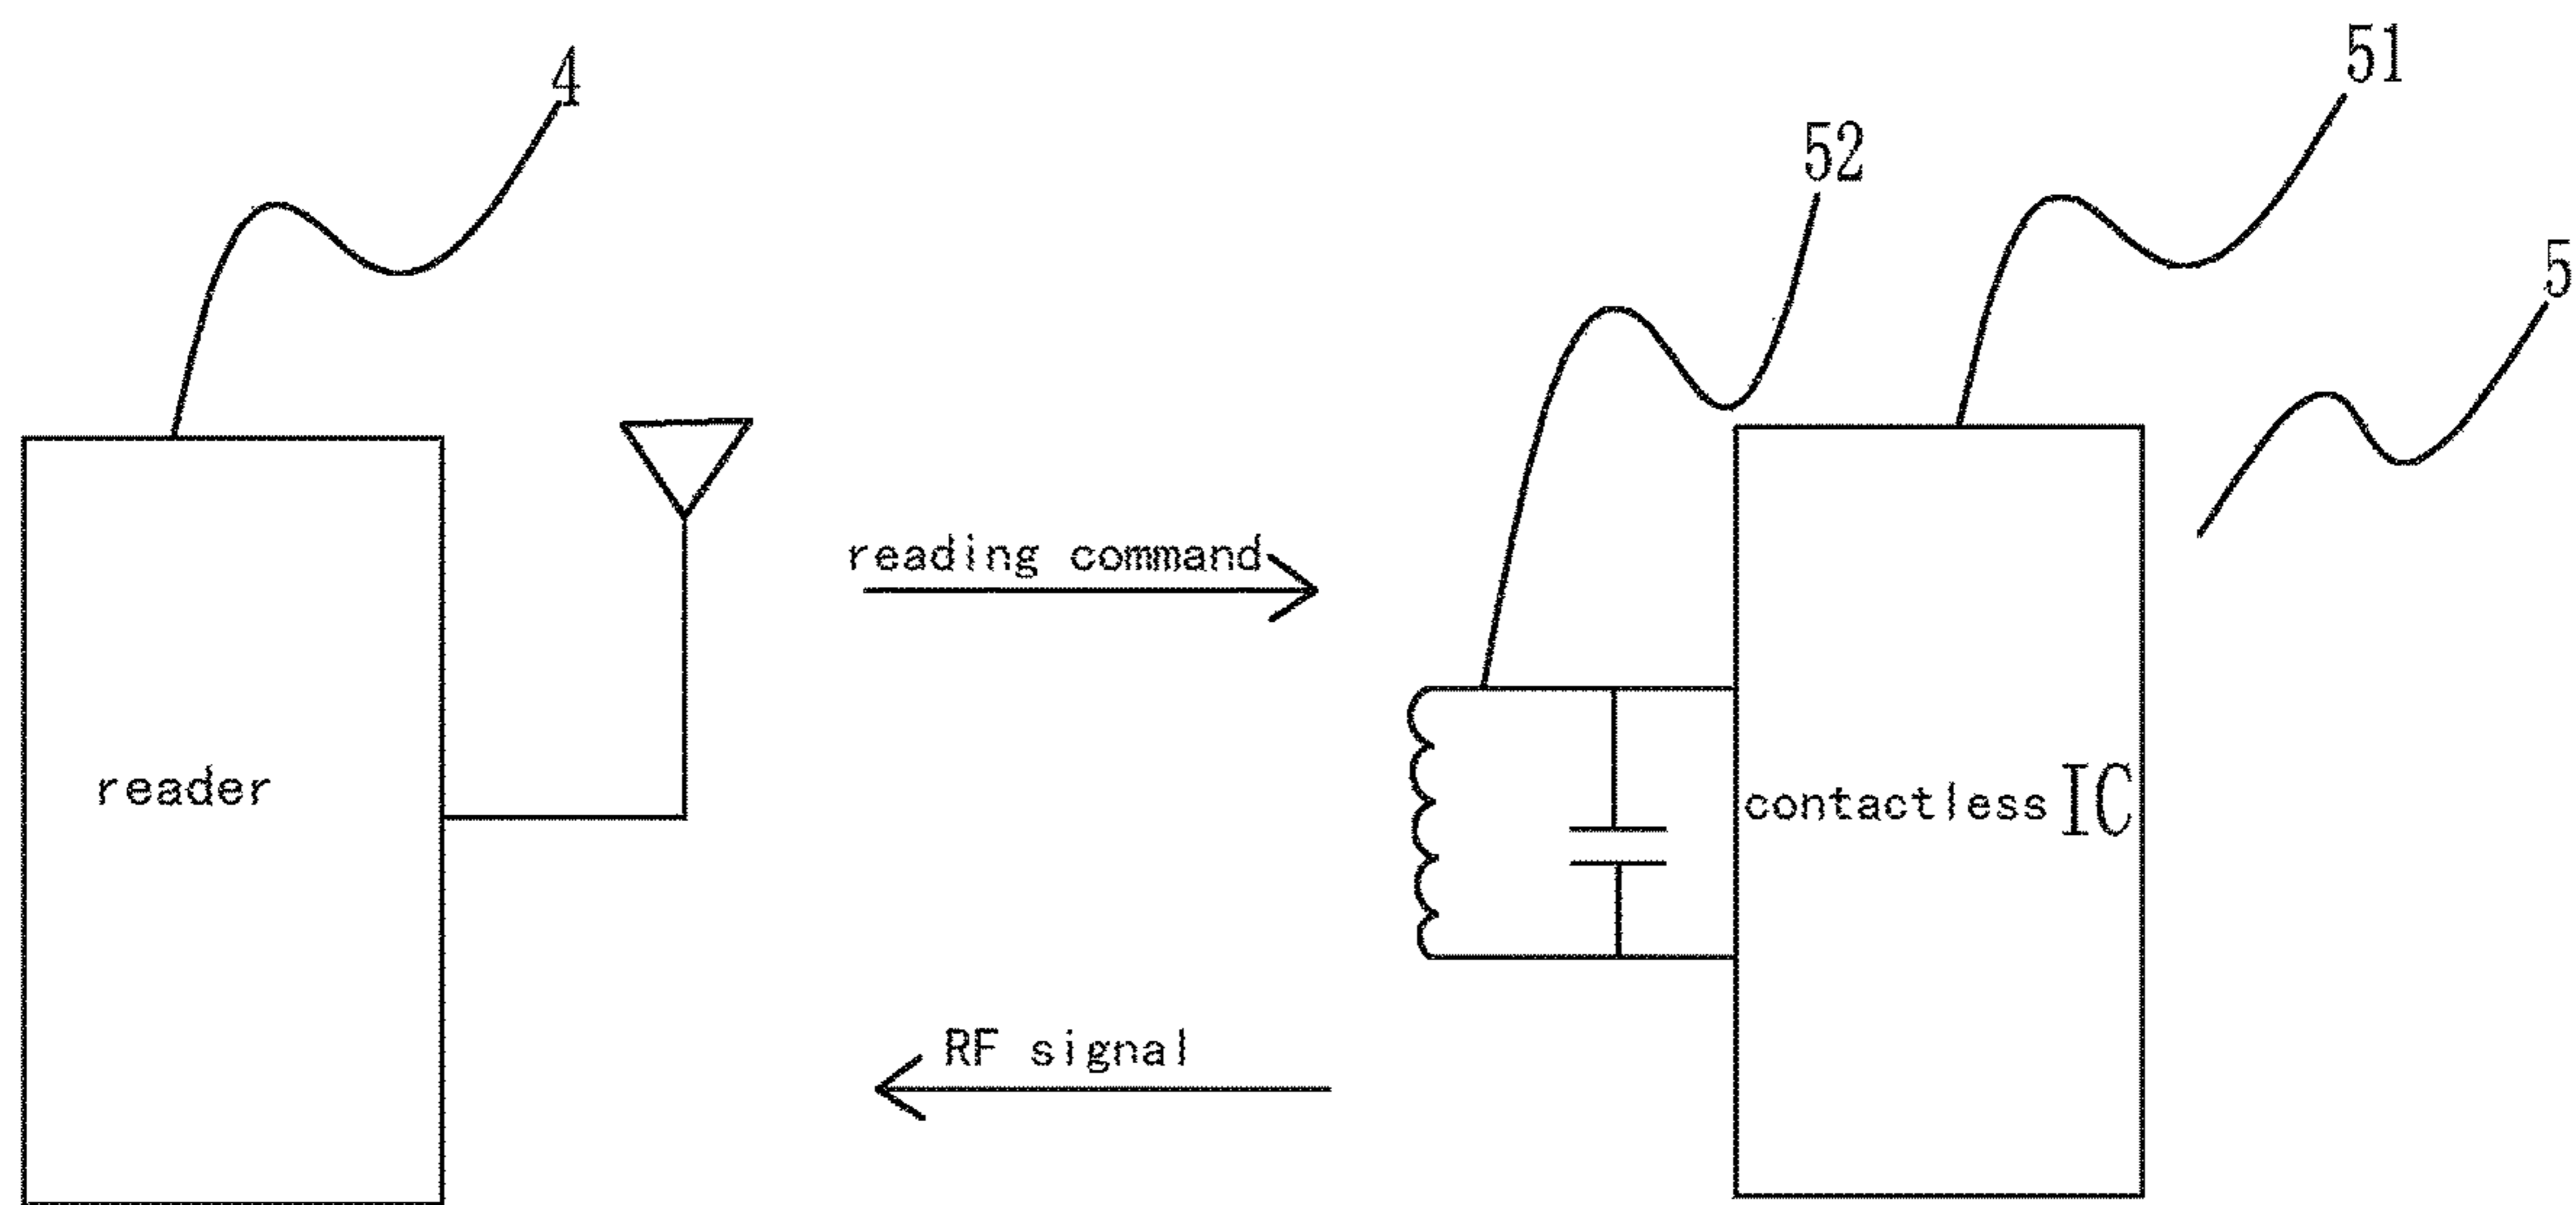 4
51
52
5
reading command
reader
contactless IC
RF signal